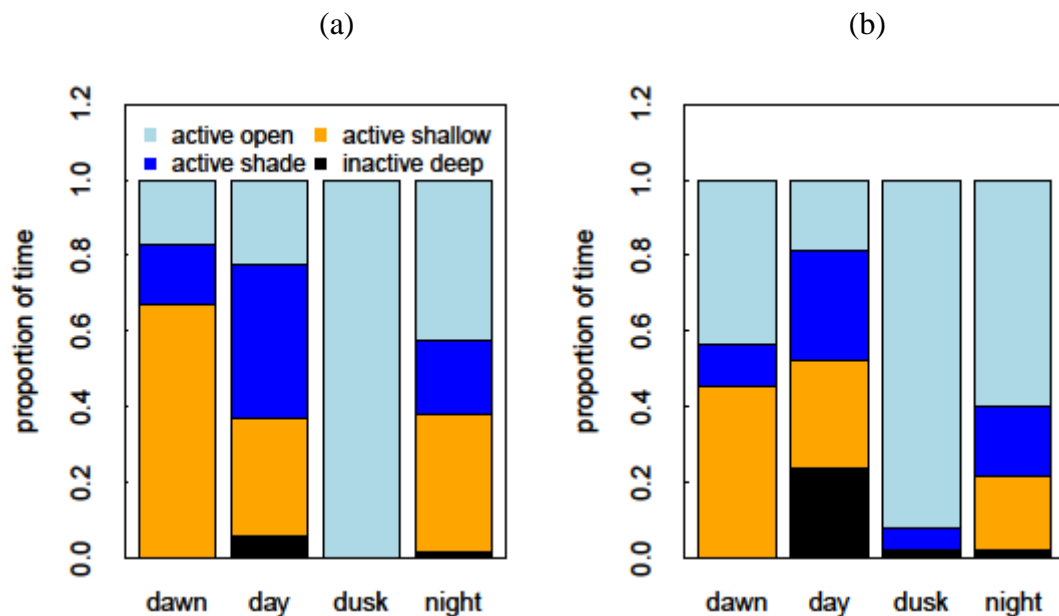 (a)
(b)
active open active shallow
active shade inactive deep
proportion of time
0.0 0.2 0.4 0.6 0.8 1.0 1.2
dawn day dusk night
proportion of time
0.0 0.2 0.4 0.6 0.8 1.0 1.2
dawn day dusk night